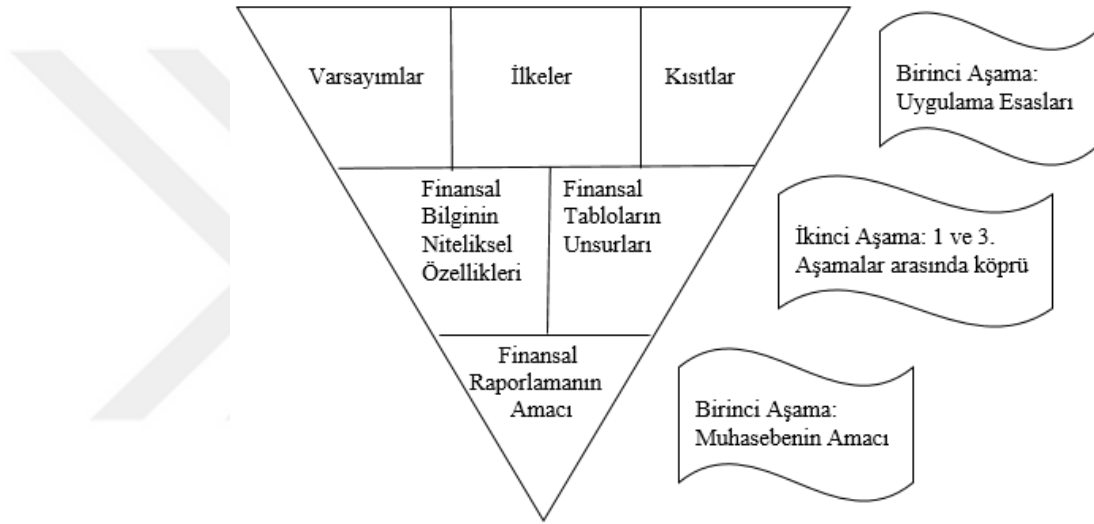 Varsayımlar
İlkeler
Kısıtlar
Birinci Aşama:
Uygulama Esasları
Finansal
Bilginin
Niteliksel
Özellikleri
Finansal
Tabloların
Unsurları
İkinci Aşama: 1 ve 3.
Aşamalar arasında köprü
Finansal
Raporlamanın
Amacı
Birinci Aşama:
Muhasebenin Amacı